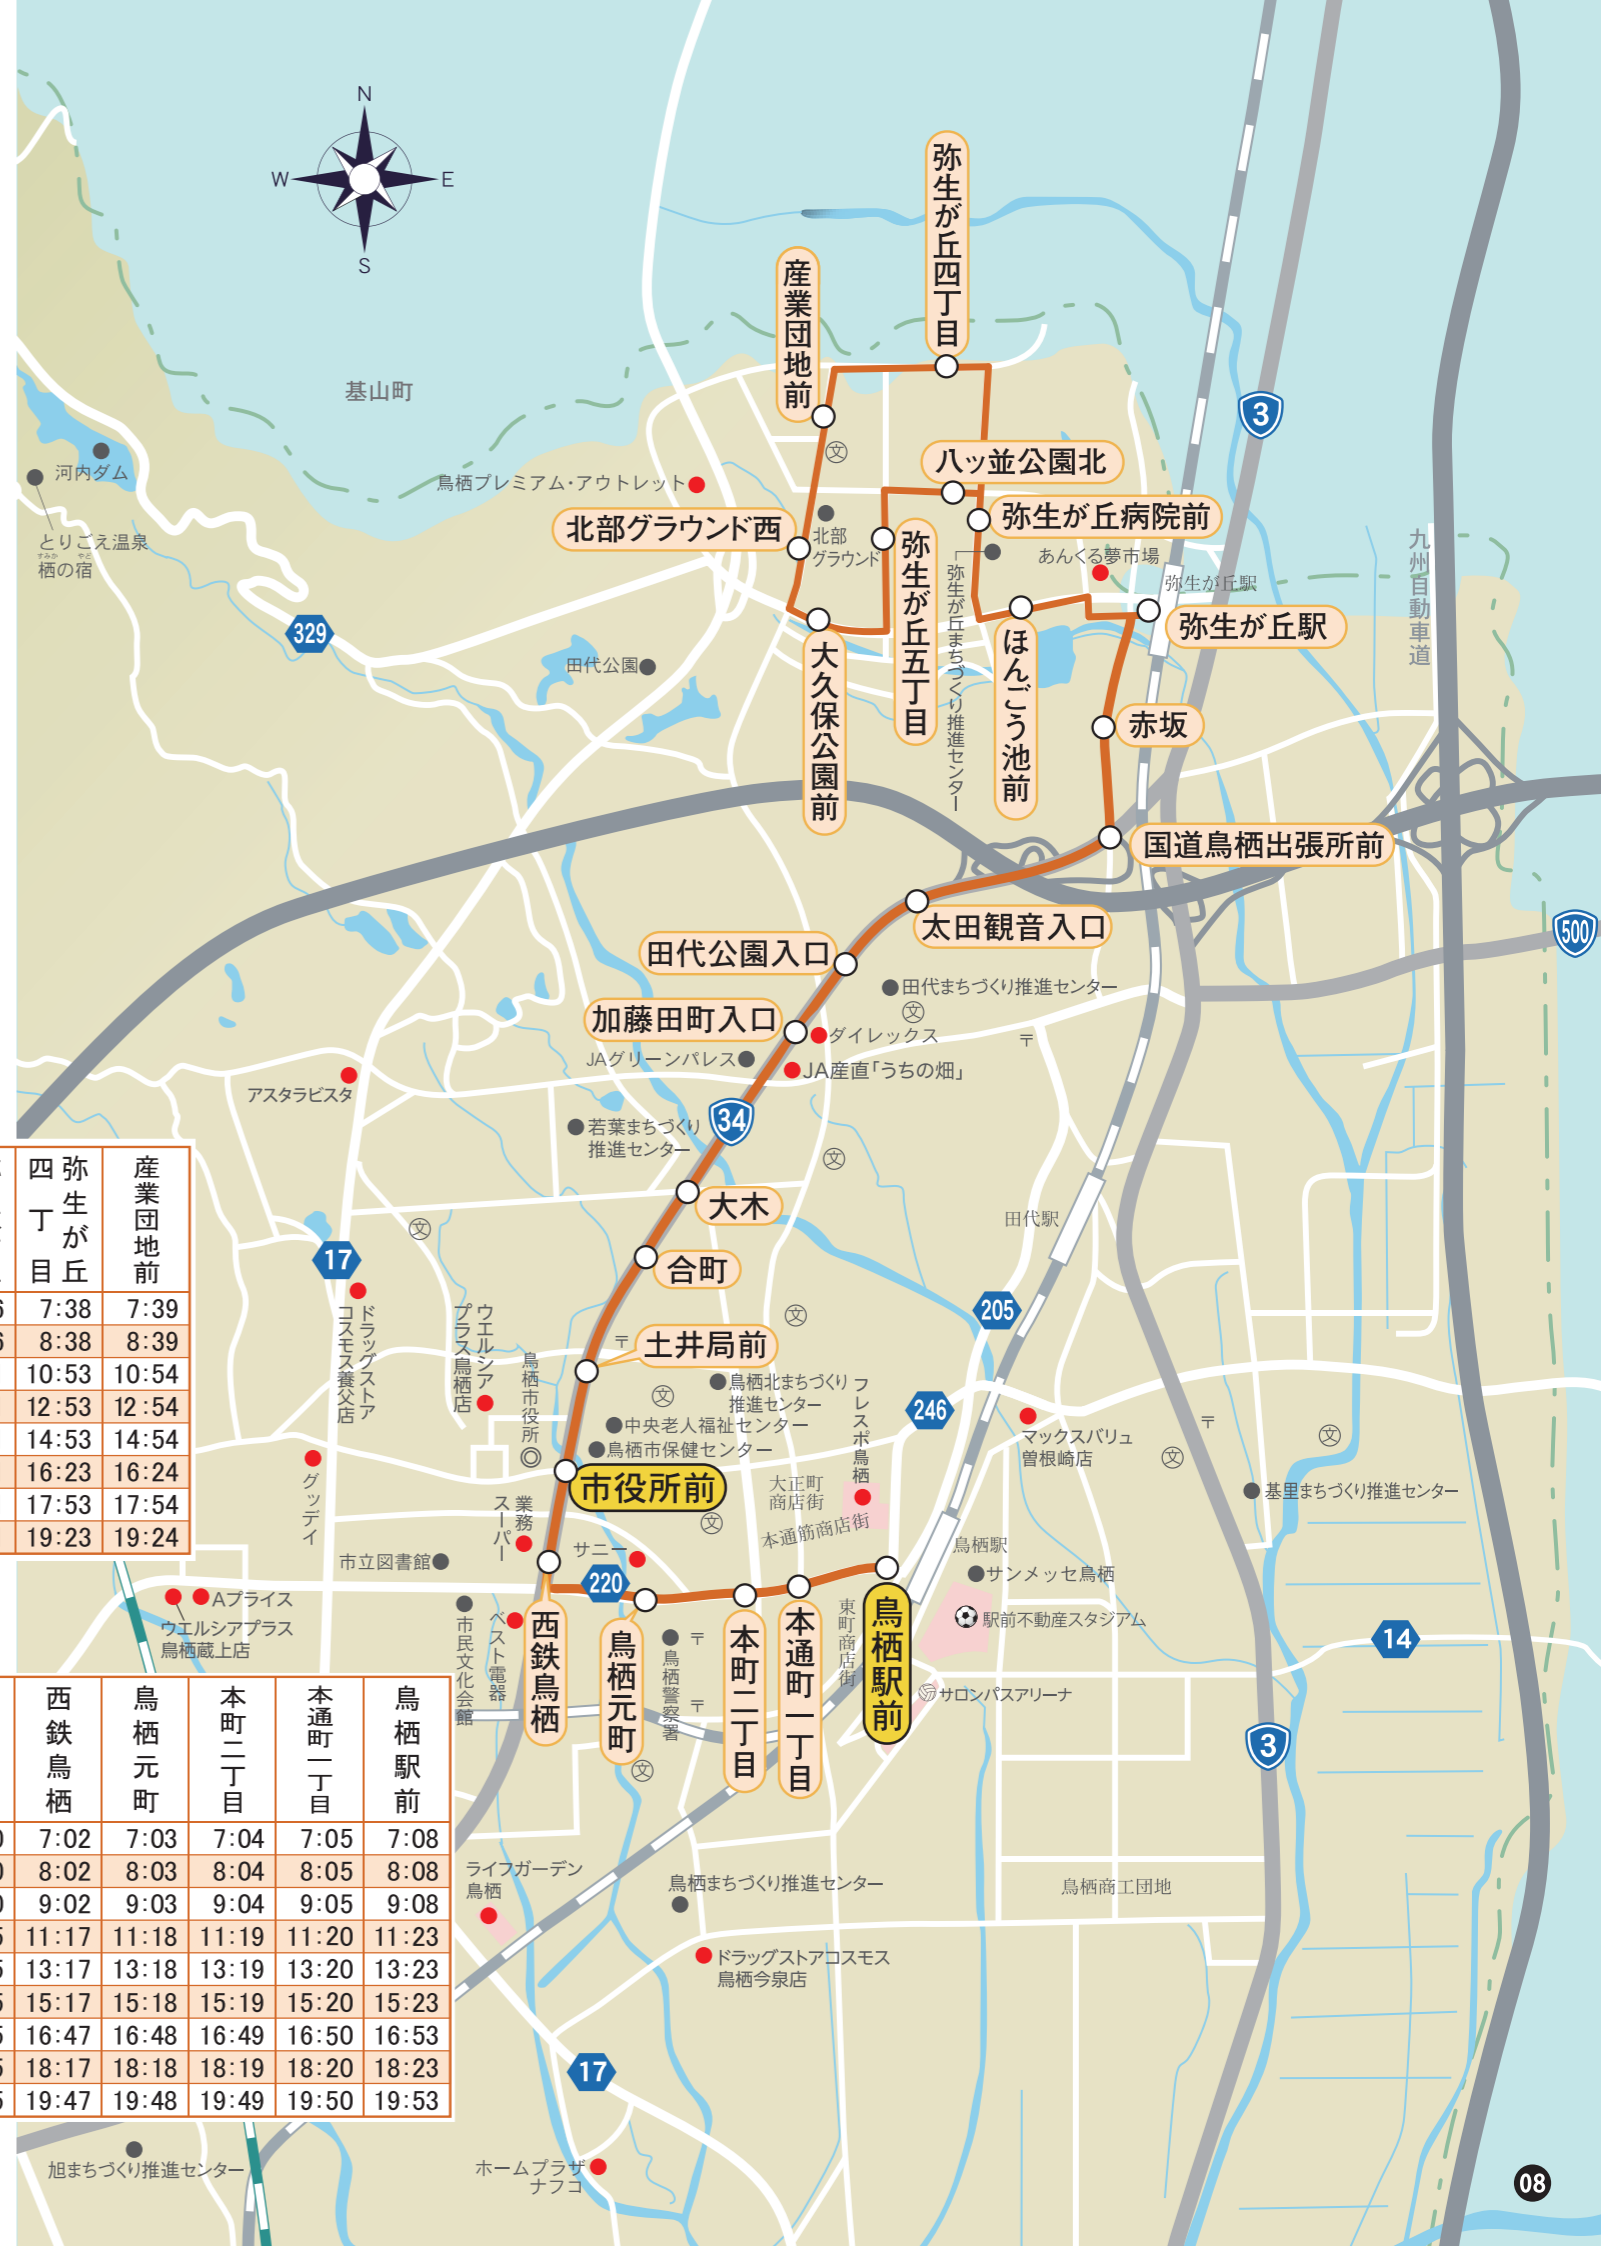 N
W
E
S
弥生が丘四丁目
産業団地前
基山町
3
河内ダム
鳥栖プレミアム・アウトレット
八ッ並公園北
北部グラウンド西
北部
グラウンド
弥生が丘病院前
とりごえ温泉
栖の宿
すみか
やど
弥生が丘五丁目
弥生が丘まちづくり推進センター
あんくる夢市場
弥生が丘駅
弥生が丘駅
九州自動車道
329
田代公園
大久保公園前
ほんごう池前
赤坂
国道鳥栖出張所前
太田観音入口
500
田代公園入口
田代まちづくり推進センター
文
加藤田町入口
ダイレックス
JAグリーンパレス
JA産直「うちの畑」
アスタラビスタ
34
若葉まちづくり
推進センター
大木
田代駅
合町
17
ドラッグストア
コスモス養父店
ウエルシア
プラス鳥栖店
205
土井局前
鳥栖市役所
鳥栖北まちづくり
推進センター
フレスポ鳥栖
246
中央老人福祉センター
鳥栖市保健センター
マックスバリュ
曽根崎店
グッデイ
市役所前
大正町
商店街
本通筋商店街
基里まちづくり推進センター
業務
スーパー
サニー
鳥栖駅
サンメッセ鳥栖
市立図書館
220
Aプライス
ウエルシアプラス
鳥栖蔵上店
市民文化会館
ベスト電器
西鉄鳥栖
鳥栖元町
鳥栖警察署
本町二丁目
本通町一丁目
東町商店街
鳥栖駅前
駅前不動産スタジアム
14
サロンパスアリーナ
3
ライフガーデン
鳥栖
鳥栖まちづくり推進センター
鳥栖商工団地
ドラッグストアコスモス
鳥栖今泉店
17
旭まちづくり推進センター
ホームプラザ
ナフコ
弥生が丘四丁目 産業団地前
7:38 7:39
8:38 8:39
10:53 10:54
12:53 12:54
14:53 14:54
16:23 16:24
17:53 17:54
19:23 19:24
西鉄鳥栖 鳥栖元町 本町二丁目 本通町一丁目 鳥栖駅前
7:02 7:03 7:04 7:05 7:08
8:02 8:03 8:04 8:05 8:08
9:02 9:03 9:04 9:05 9:08
11:17 11:18 11:19 11:20 11:23
13:17 13:18 13:19 13:20 13:23
15:17 15:18 15:19 15:20 15:23
16:47 16:48 16:49 16:50 16:53
18:17 18:18 18:19 18:20 18:23
19:47 19:48 19:49 19:50 19:53
08